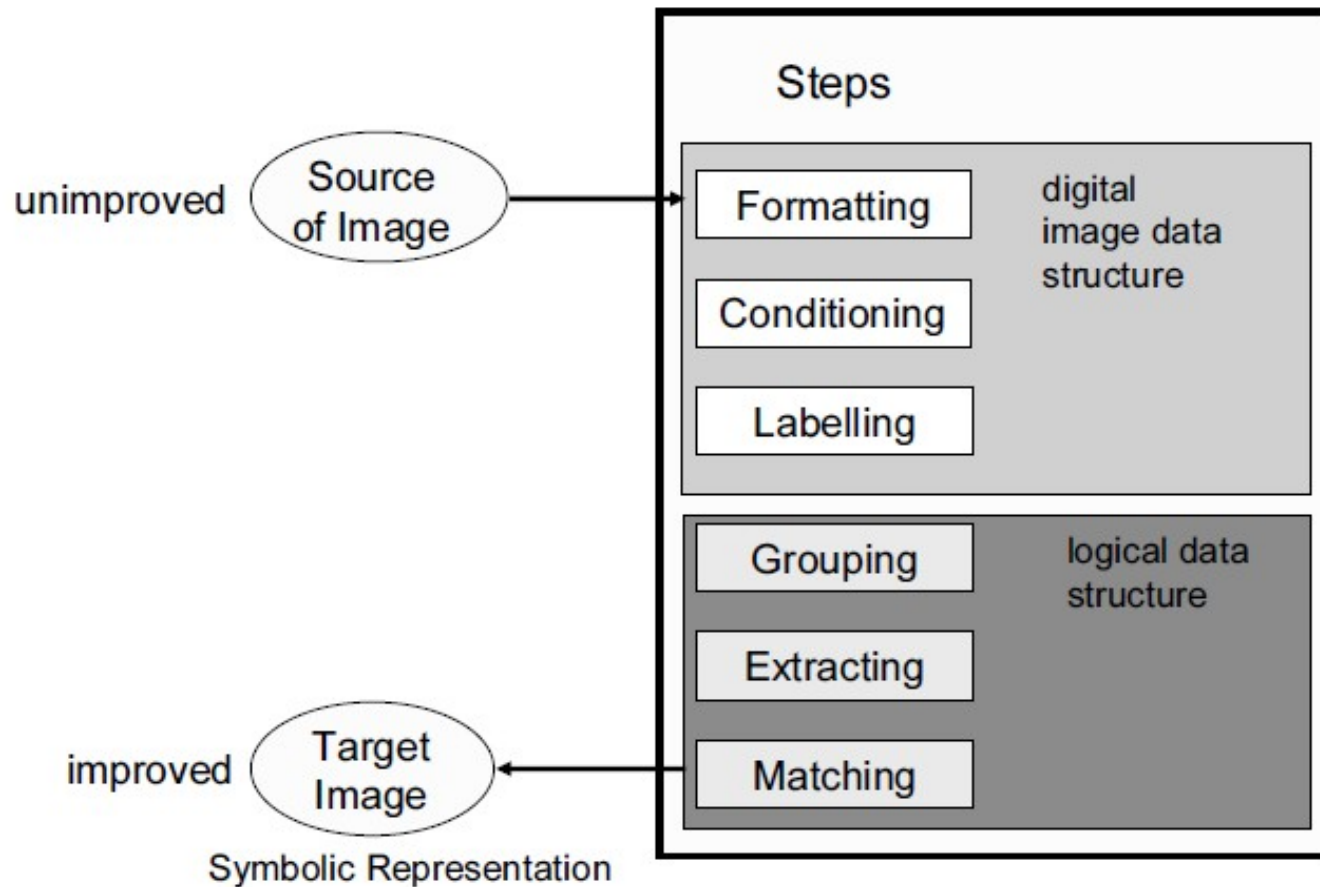 Steps
unimproved
Source
of Image
Formatting
digital
image data
structure
Conditioning
Labelling
Grouping
logical data
structure
Extracting
improved
Target
Image
Matching
Symbolic Representation